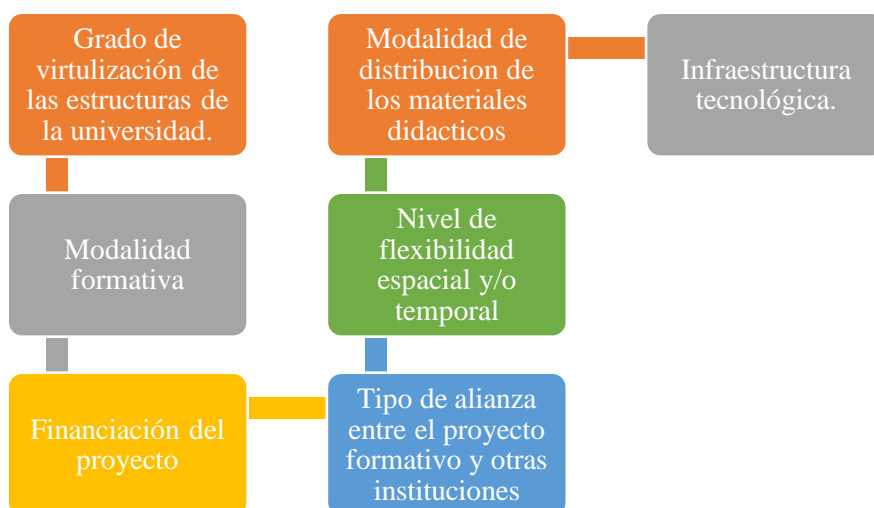 Grado de
virtulización de
las estructuras de
la universidad.
Modalidad
formativa
Financiación del
proyecto
Tipo de alianza
entre el proyecto
formativo y otras
instituciones
Nivel de
flexibilidad
espacial y/o
temporal
Modalidad de
distribucion de
los materiales
didacticos
Infraestructura
tecnológica.